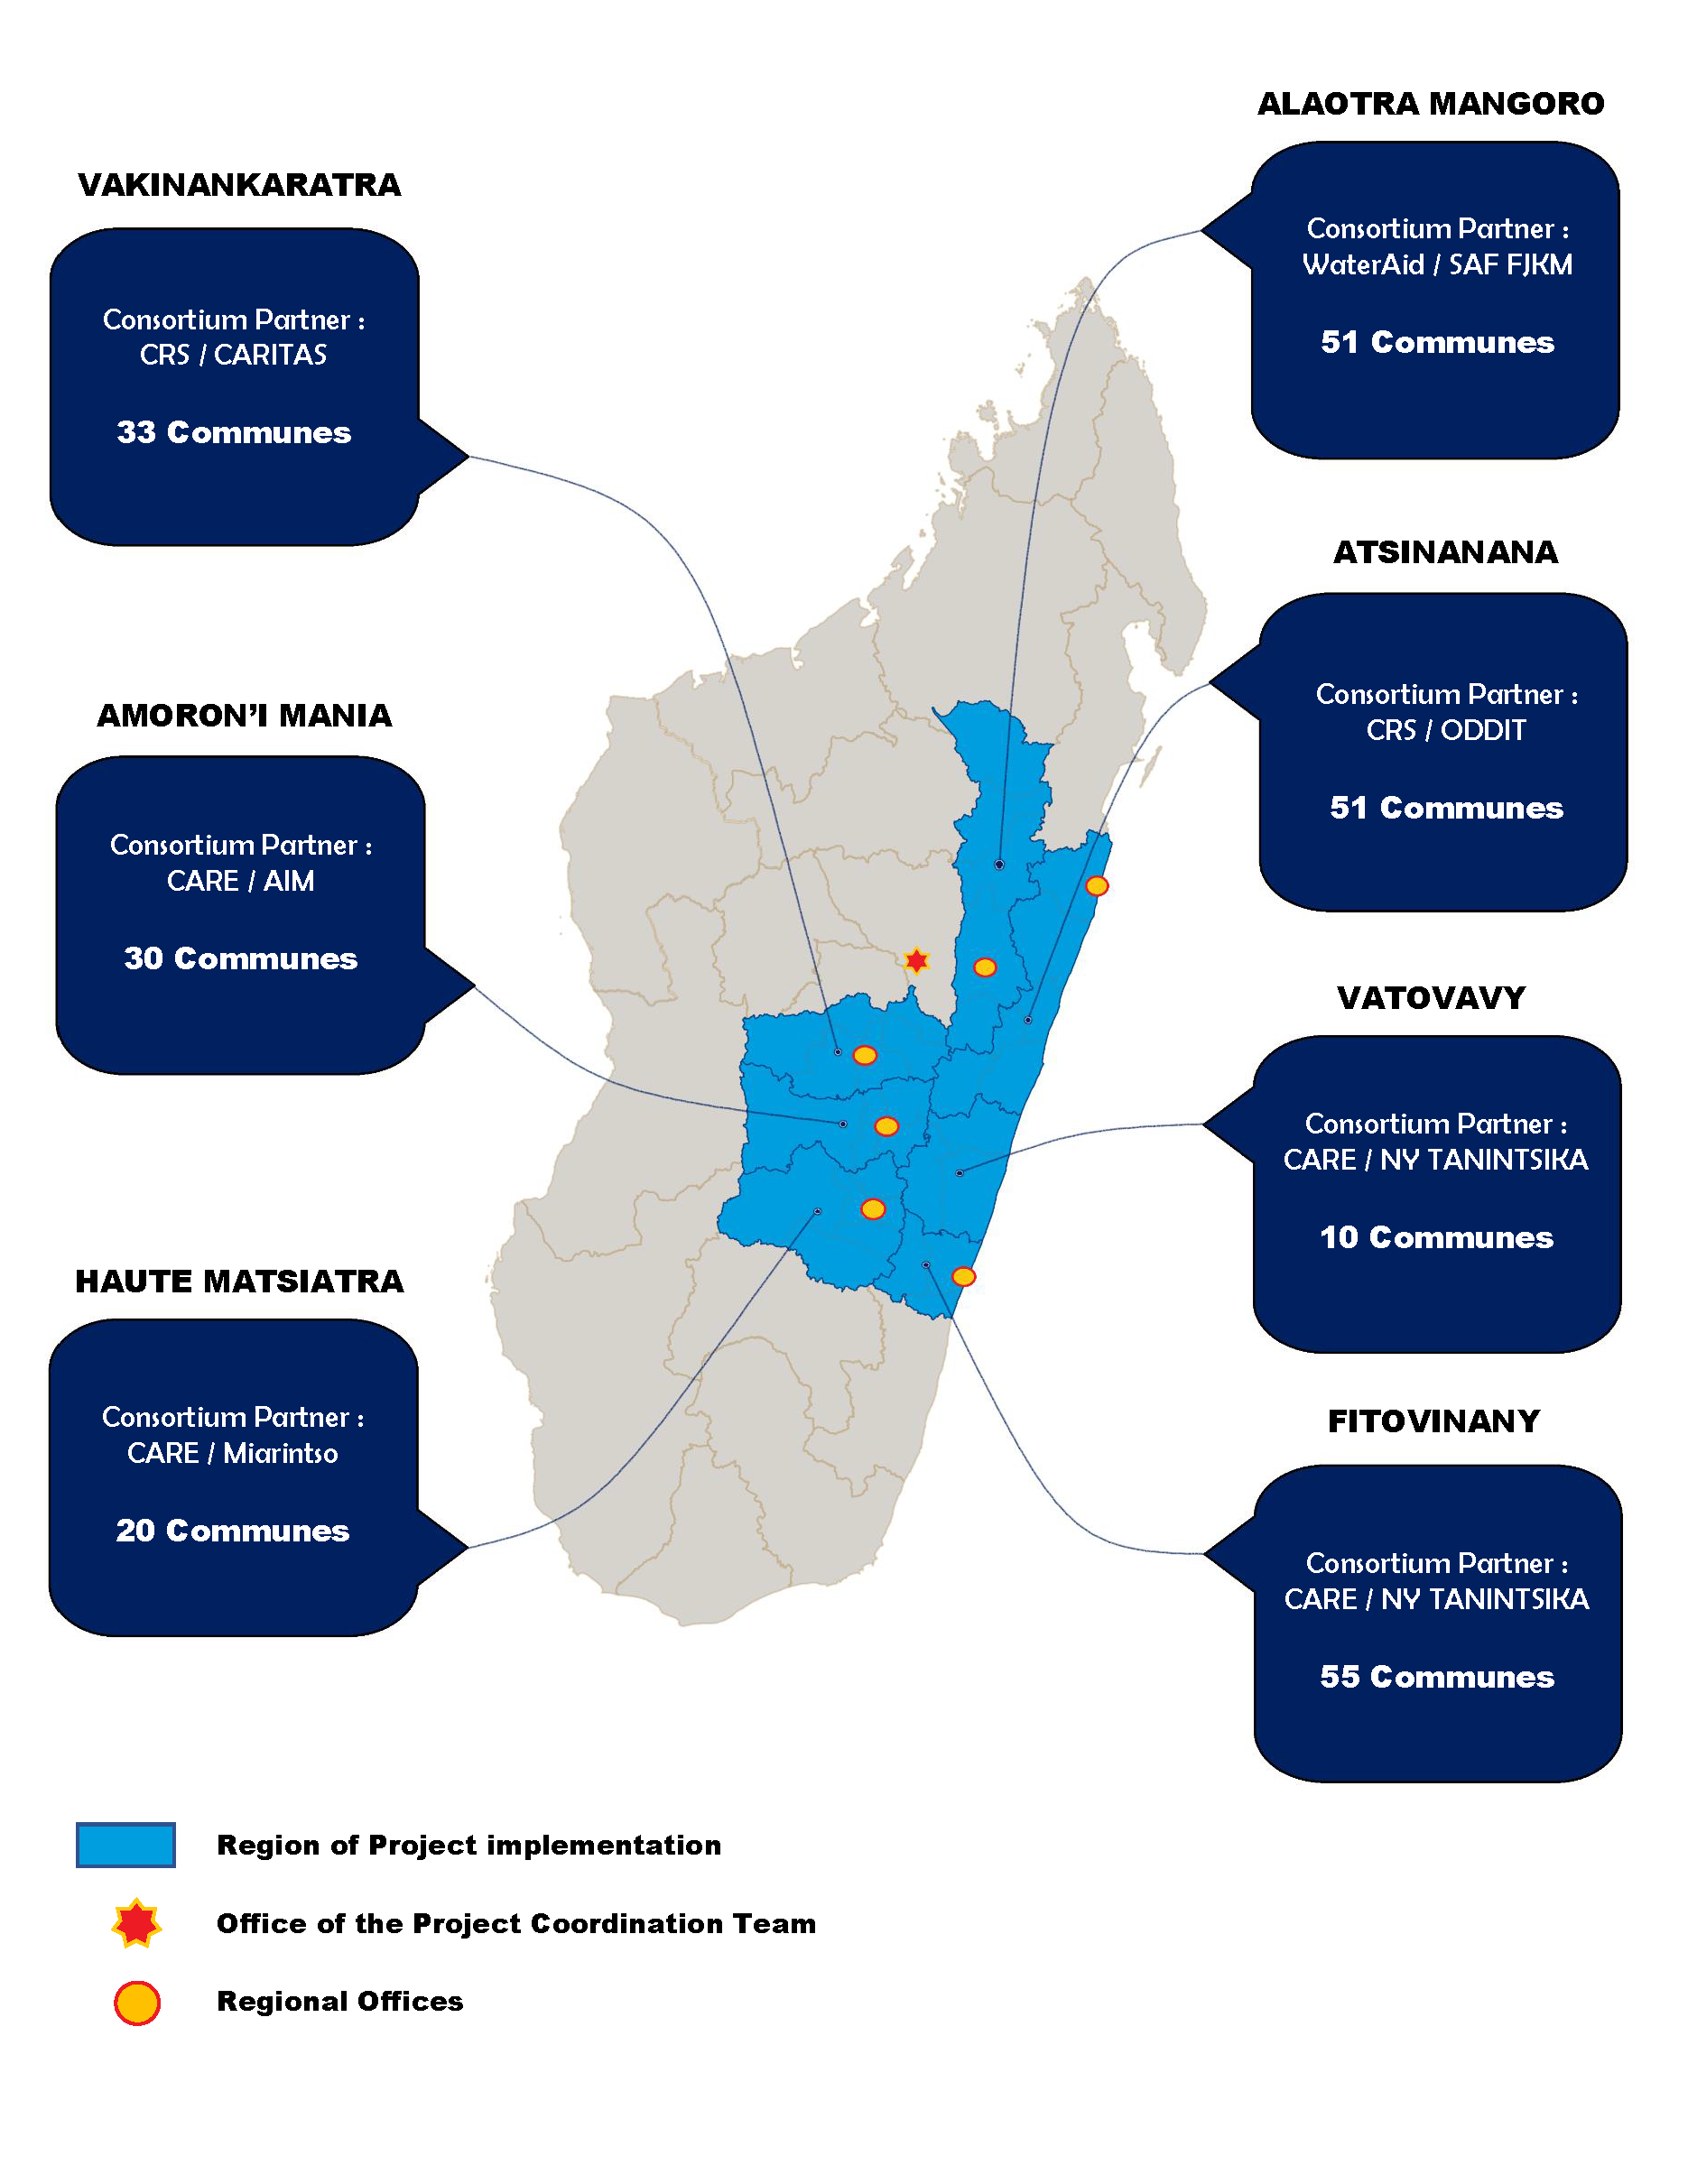 VAKINANKARATRA
Consortium Partner :
CRS / CARITAS
33 Communes
AMORON’I MANIA
Consortium Partner :
CARE / AIM
30 Communes
HAUTE MATSIATRA
Consortium Partner :
CARE / Miarintso
20 Communes
ALAOTRA MANGORO
Consortium Partner :
WaterAid / SAF FJKM
51 Communes
ATSINANANA
Consortium Partner :
CRS / ODDIT
51 Communes
VATOVAVY
Consortium Partner :
CARE / NY TANINTSIKA
10 Communes
FITOVINANY
Consortium Partner :
CARE / NY TANINTSIKA
55 Communes
Region of Project implementation
Office of the Project Coordination Team
Regional Offices